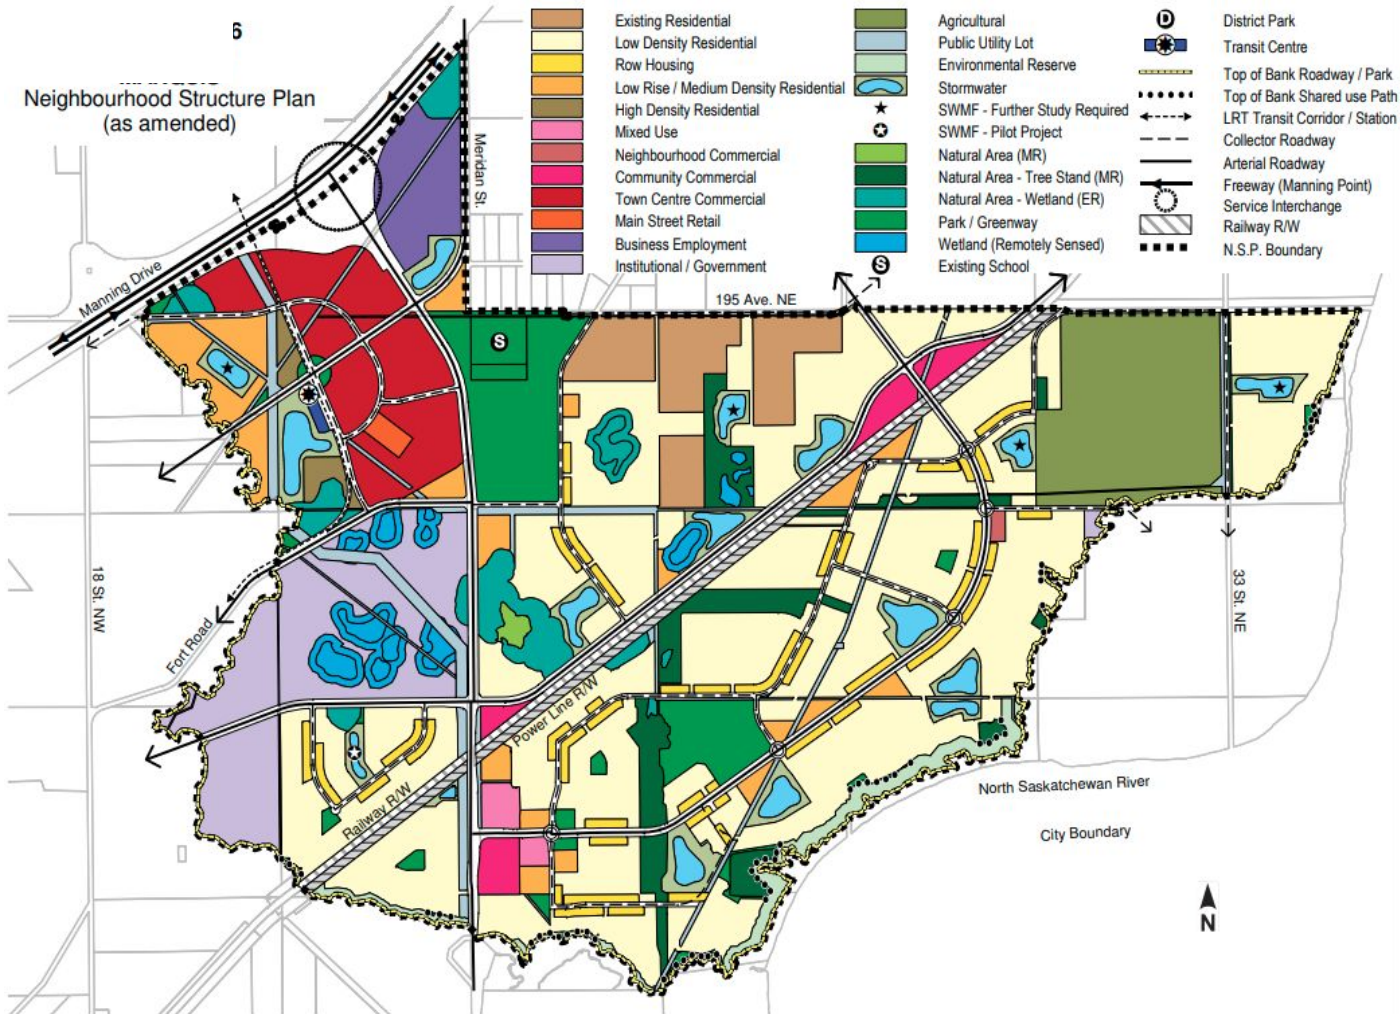 6
Neighbourhood Structure Plan
(as amended)
Existing Residential
Low Density Residential
Row Housing
Low Rise / Medium Density Residential
High Density Residential
Mixed Use
Neighbourhood Commercial
Community Commercial
Town Centre Commercial
Main Street Retail
Business Employment
Institutional / Government
Agricultural
Public Utility Lot
Environmental Reserve
Stormwater
SWMF - Further Study Required
SWMF - Pilot Project
Natural Area (MR)
Natural Area - Tree Stand (MR)
Natural Area - Wetland (ER)
Park / Greenway
Wetland (Remotely Sensed)
S Existing School
D District Park
Transit Centre
Top of Bank Roadway / Park
Top of Bank Shared use Path
LRT Transit Corridor / Station
Collector Roadway
Arterial Roadway
Freeway (Manning Point)
Service Interchange
Railway R/W
N.S.P. Boundary
Meridan St.
Manning Drive
195 Ave. NE
S
18 St. NW
Fort Road
33 St. NE
Power Line R/W
Railway R/W
North Saskatchewan River
City Boundary
N